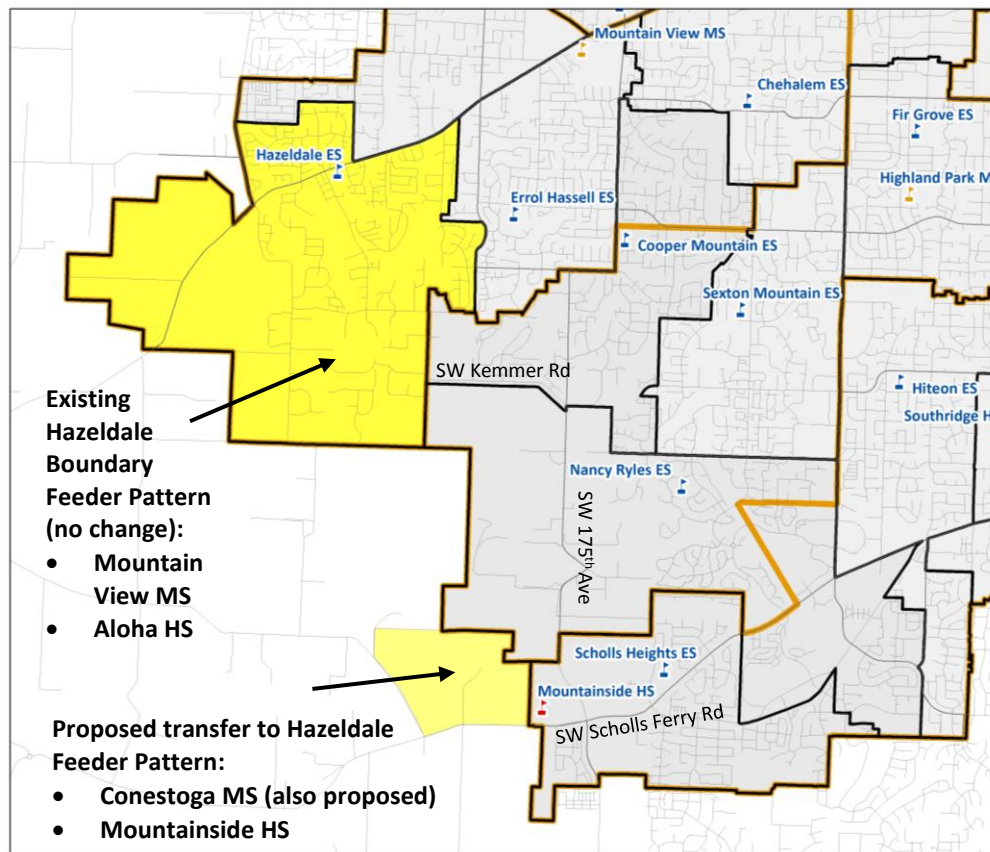 Mountain View MS
Chehalem ES
Fir Grove ES
Hazeldale ES
Highland Park M
Errol Hassell ES
Cooper Mountain ES
Sexton Mountain ES
SW Kemmer Rd
Hiteon ES
Southridge H
Existing
Hazeldale
Boundary
Feeder Pattern
(no change):
• Mountain
View MS
• Aloha HS
Nancy Ryles ES
SW 175th Ave
Scholls Heights ES
Mountainside HS
SW Scholls Ferry Rd
Proposed transfer to Hazeldale
Feeder Pattern:
• Conestoga MS (also proposed)
• Mountainside HS